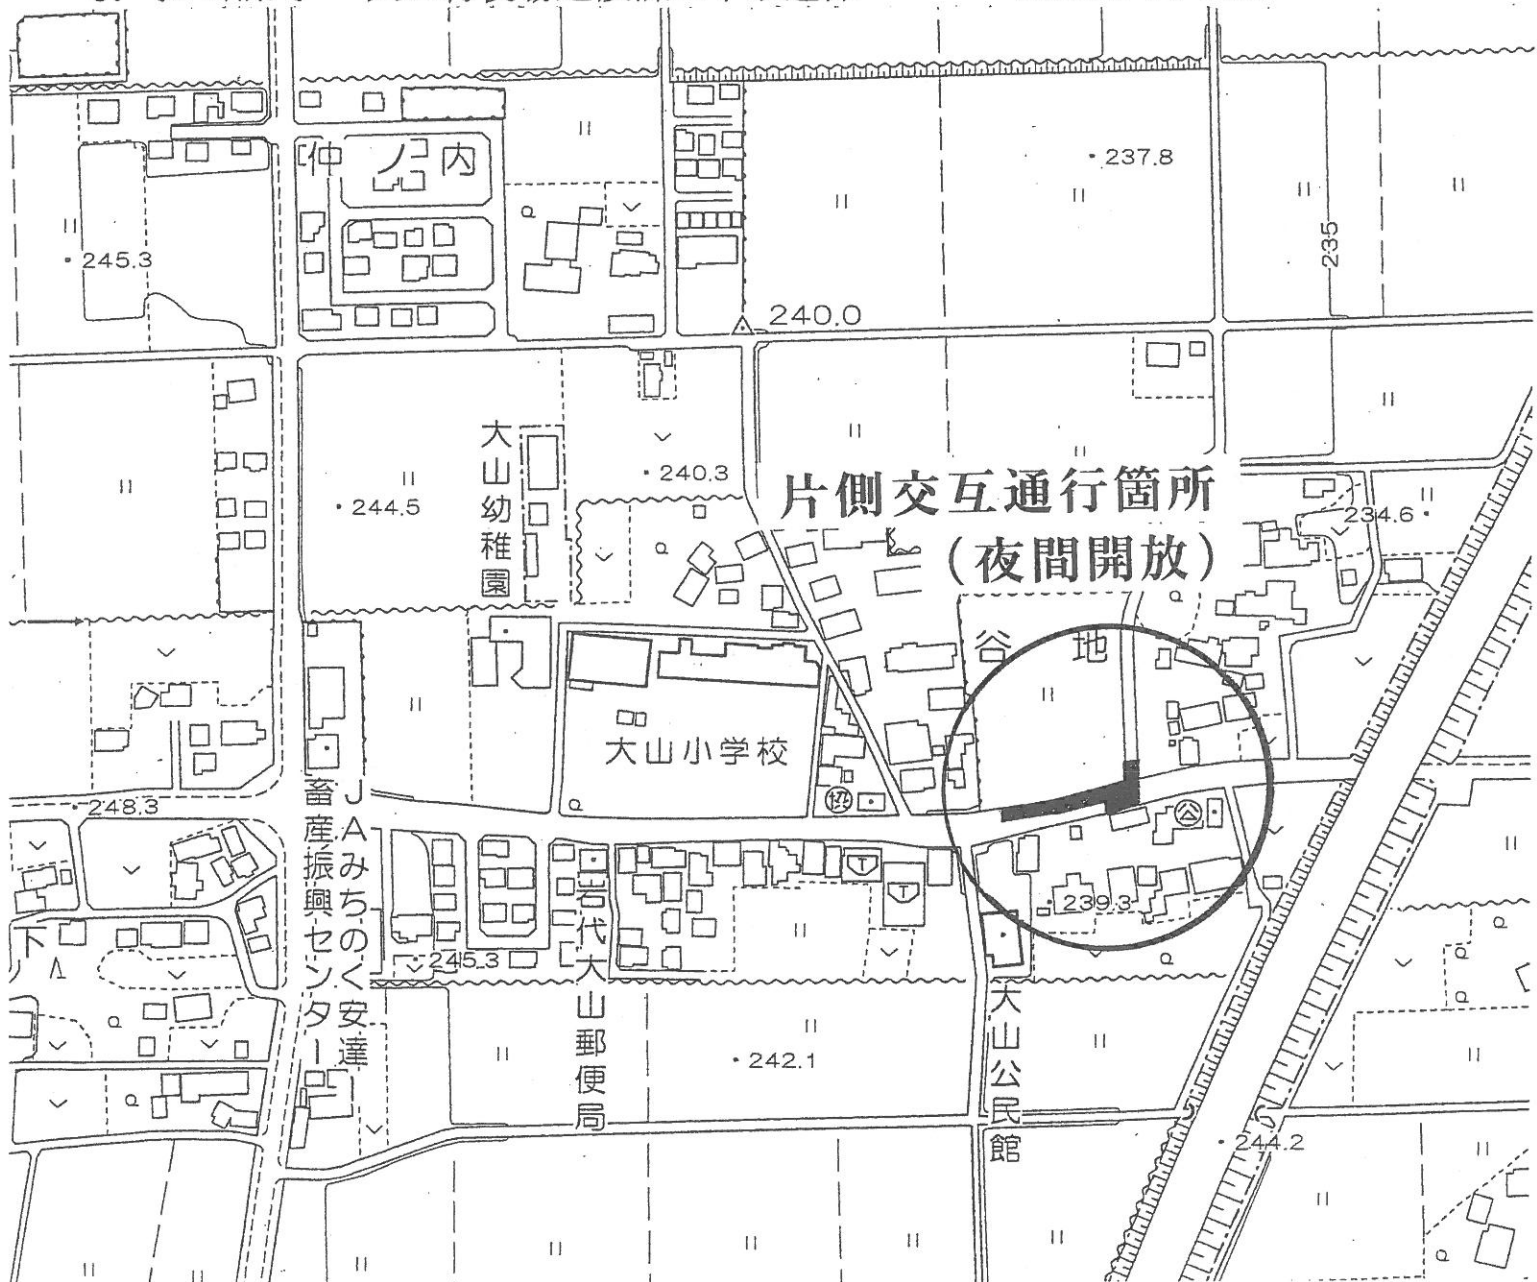 仲ノ内
237.8
235
245.3
240.0
大山幼稚園
240.3
244.5
片側交互通行箇所
(夜間開放)
234.6
谷地
大山小学校
248.3
JAみちのく安達
畜産振興センター
239.3
245.3
岩代大山郵便局
下
大山公民館
242.1
244.2